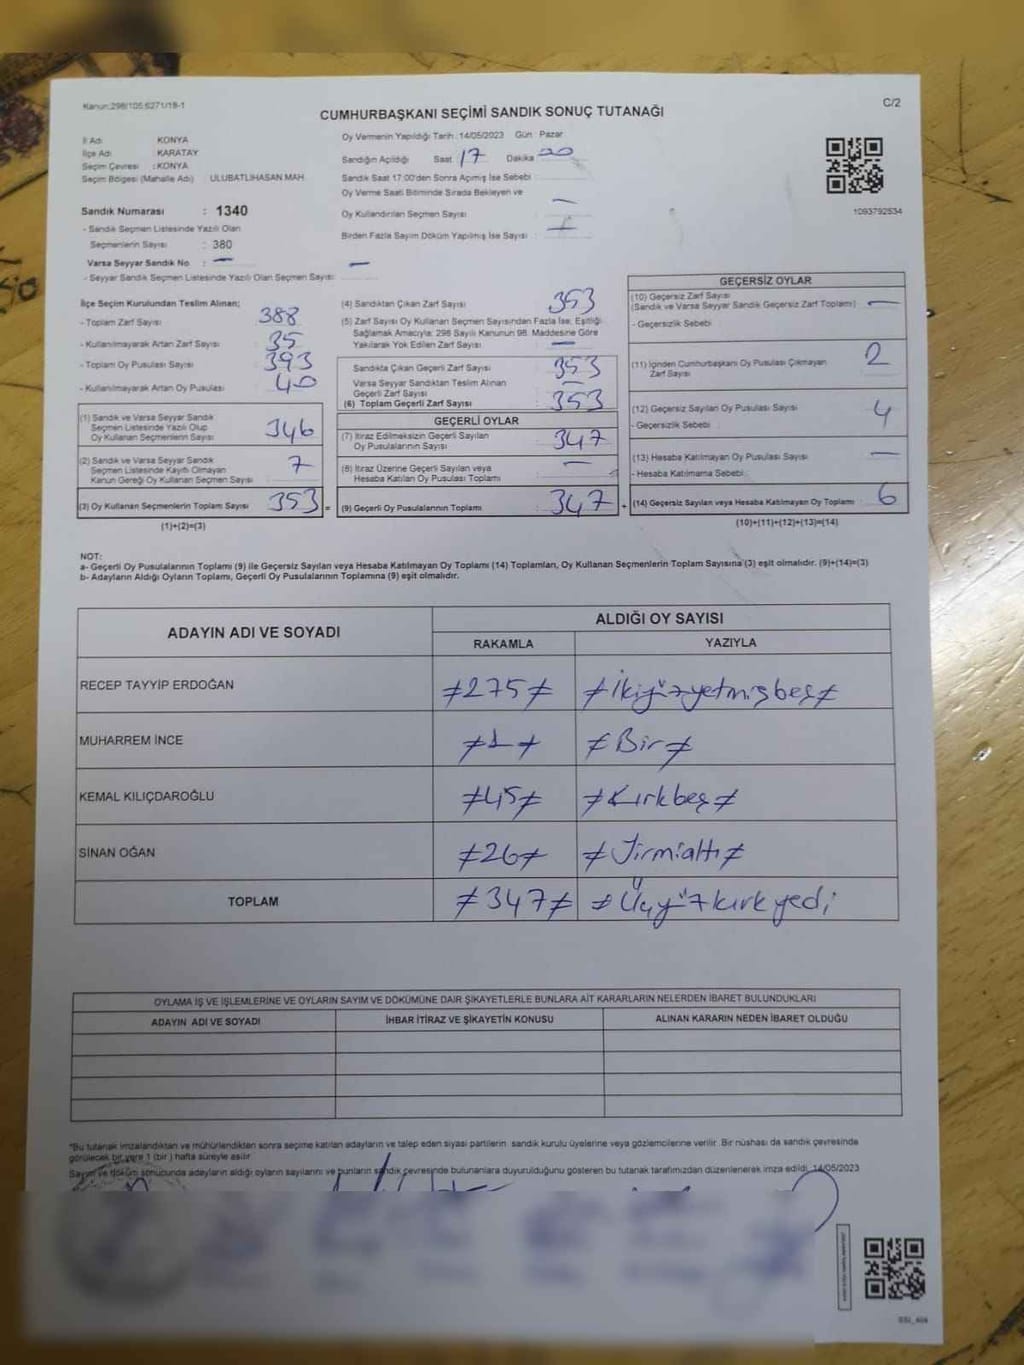 Kanun:298/105.6271/18-1
C/2
CUMHURBAŞKANI SEÇİMİ SANDIK SONUÇ TUTANAĞI
İl Adı KONYA
İlçe Adı KARATAY
Seçim Çevresi :KONYA
Seçim Bölgesi (Mahalle Adı) : ULUBATLIHASAN MAH.
Sandık Numarası : 1340
- Sandık Seçmen Listesinde Yazılı Olan
Seçmenlerin Sayısı : 380
Varsa Seyyar Sandık No : —
- Seyyar Sandık Seçmen Listesinde Yazılı Olan Seçmen Sayısı : —
Oy Vermenin Yapıldığı Tarih :14/05/2023 Gün : Pazar
Sandığın Açıldığı Saat 17 Dakika 20
Sandık Saat 17:00'den Sonra Açımış İse Sebebi
Oy Verme Saati Bitiminde Sırada Bekleyen ve
Oy Kullandırılan Seçmen Sayısı : —
Birden Fazla Sayım Döküm Yapılmış İse Sayısı :
1093792534
İlçe Seçim Kurulundan Teslim Alınan;
- Toplam Zarf Sayısı : 388
- Kullanılmayarak Artan Zarf Sayısı : 35
- Toplam Oy Pusulası Sayısı : 393
- Kullanılmayarak Artan Oy Pusulası : 40
(1) Sandık ve Varsa Seyyar Sandık
Seçmen Listesinde Yazılı Olup
Oy Kullanan Seçmenlerin Sayısı : 346
(2) Sandık ve Varsa Seyyar Sandık
Seçmen Listesinde Kayıtlı Olmayan
Kanun Gereği Oy Kullanan Seçmen Sayısı : 7
(3) Oy Kullanan Seçmenlerin Toplam Sayısı : 353 =
(1)+(2)=(3)
(4) Sandıktan Çıkan Zarf Sayısı : 353
(5) Zarf Sayısı Oy Kullanan Seçmen Sayısından Fazla İse; Eşitliği
Sağlamak Amacıyla; 298 Sayılı Kanunun 98. Maddesine Göre
Yakılarak Yok Edilen Zarf Sayısı : —
Sandıkta Çıkan Geçerli Zarf Sayısı : 353
Varsa Seyyar Sandıktan Teslim Alınan
Geçerli Zarf Sayısı : —
(6) Toplam Geçerli Zarf Sayısı : 353
GEÇERLİ OYLAR
(7) İtiraz Edilmeksizin Geçerli Sayılan
Oy Pusulalarının Sayısı : 347
(8) İtiraz Üzerine Geçerli Sayılan veya
Hesaba Katılan Oy Pusulası Toplamı : —
(9) Geçerli Oy Pusulalarının Toplamı : 347 +
GEÇERSİZ OYLAR
(10) Geçersiz Zarf Sayısı
(Sandık ve Varsa Seyyar Sandık Geçersiz Zarf Toplamı) : —
- Geçersizlik Sebebi :
(11) İçinden Cumhurbaşkanı Oy Pusulası Çıkmayan
Zarf Sayısı : 2
(12) Geçersiz Sayılan Oy Pusulası Sayısı : 4
- Geçersizlik Sebebi :
(13) Hesaba Katılmayan Oy Pusulası Sayısı : —
- Hesaba Katılmama Sebebi :
(14) Geçersiz Sayılan veya Hesaba Katılmayan Oy Toplamı : 6
(10)+(11)+(12)+(13)=(14)
NOT:
a- Geçerli Oy Pusulalarının Toplamı (9) ile Geçersiz Sayılan veya Hesaba Katılmayan Oy Toplamı (14) Toplamları, Oy Kullanan Seçmenlerin Toplam Sayısına (3) eşit olmalıdır. (9)+(14)=(3)
b- Adayların Aldığı Oyların Toplamı, Geçerli Oy Pusulalarının Toplamına (9) eşit olmalıdır.
ADAYIN ADI VE SOYADI
ALDIĞI OY SAYISI
RAKAMLA YAZIYLA
RECEP TAYYİP ERDOĞAN ≠275≠ ≠İkiyüzyetmişbeş≠
MUHARREM İNCE ≠1≠ ≠Bir≠
KEMAL KILIÇDAROĞLU ≠45≠ ≠Kırkbeş≠
SİNAN OĞAN ≠26≠ ≠Yirmialtı≠
TOPLAM ≠347≠ ≠Üçyüzkırkyedi
OYLAMA İŞ VE İŞLEMLERİNE VE OYLARIN SAYIM VE DÖKÜMÜNE DAİR ŞİKAYETLERLE BUNLARA AİT KARARLARIN NELERDEN İBARET BULUNDUKLARI
ADAYIN ADI VE SOYADI İHBAR İTİRAZ VE ŞİKAYETİN KONUSU ALINAN KARARIN NEDEN İBARET OLDUĞU
*Bu tutanak imzalandıktan ve mühürlendikten sonra seçime katılan adayların ve talep eden siyasi partilerin sandık kurulu üyelerine veya gözlemcilerine verilir. Bir nüshası da sandık çevresinde
görülecek bir yere 1 (bir ) hafta süreyle asılır.
Sayım ve döküm sonucunda adayların aldığı oyların sayılarını ve bunların sandık çevresinde bulunanlara duyurulduğunu gösteren bu tutanak tarafımızdan düzenlenerek imza edildi. 14/05/2023